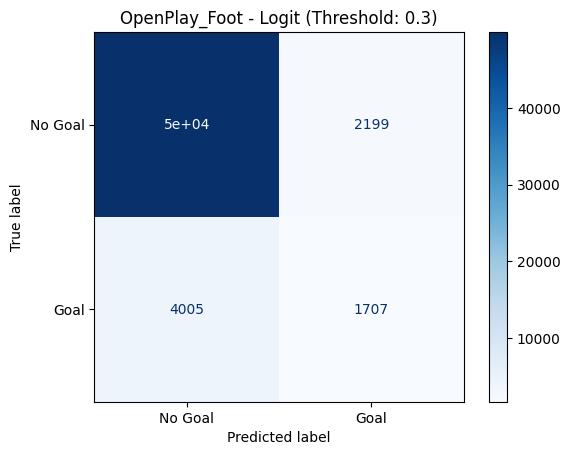 OpenPlay_Foot - Logit (Threshold: 0.3)
True label
No Goal
5e+04
2199
Goal
4005
1707
No Goal
Goal
Predicted label
40000
30000
20000
10000